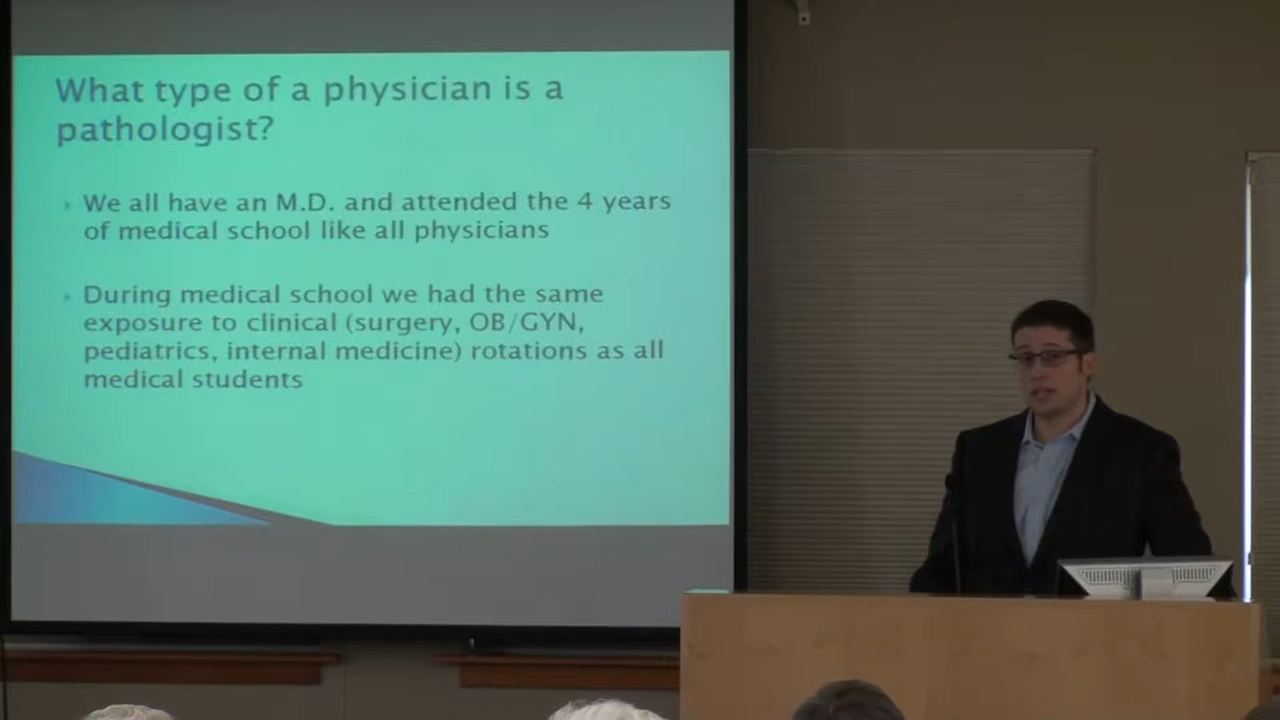 What type of a physician is a
pathologist?
We all have an M.D. and attended the 4 years
of medical school like all physicians
During medical school we had the same
exposure to clinical (surgery, OB/GYN,
pediatrics, internal medicine) rotations as all
medical students